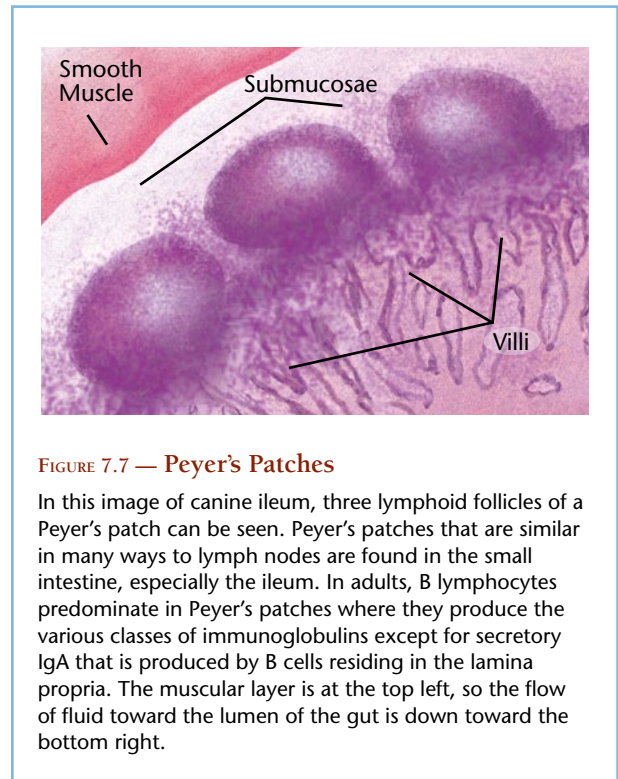 Smooth
Muscle
Submucosae
Villi
Figure 7.7 — Peyer's Patches
In this image of canine ileum, three lymphoid follicles of a
Peyer's patch can be seen. Peyer's patches that are similar
in many ways to lymph nodes are found in the small
intestine, especially the ileum. In adults, B lymphocytes
predominate in Peyer's patches where they produce the
various classes of immunoglobulins except for secretory
IgA that is produced by B cells residing in the lamina
propria. The muscular layer is at the top left, so the flow
of fluid toward the lumen of the gut is down toward the
bottom right.